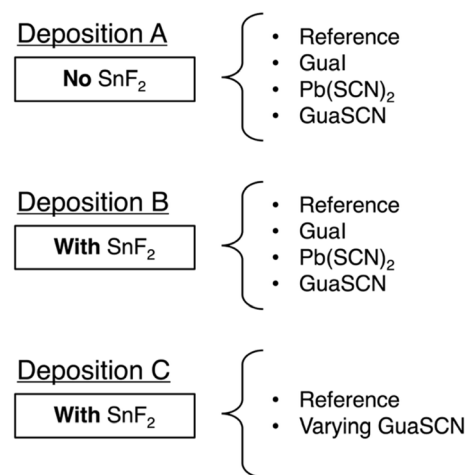 Deposition A
No SnF₂
• Reference
• GuaI
• Pb(SCN)₂
• GuaSCN
Deposition B
With SnF₂
• Reference
• GuaI
• Pb(SCN)₂
• GuaSCN
Deposition C
With SnF₂
• Reference
• Varying GuaSCN